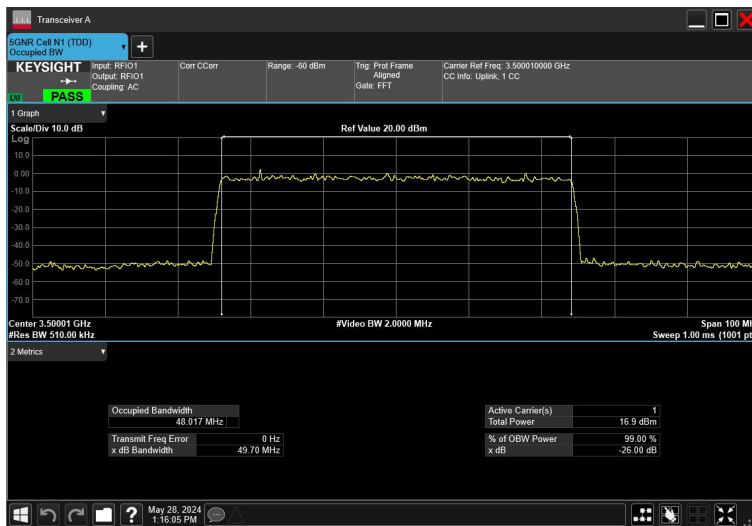 Transceiver A
5GNR Cell N1 (TDD)
Occupied BW
KEYSIGHT
LXI
PASS
Input: RFIO1
Output: RFIO1
Coupling: AC
Corr CCorr
Range: -60 dBm
Trig: Prot Frame
Aligned
Gate: FFT
Carrier Ref Freq: 3.500010000 GHz
CC Info: Uplink, 1 CC
1 Graph
Scale/Div 10.0 dB
Ref Value 20.00 dBm
Log
10.0
0.00
-10.0
-20.0
-30.0
-40.0
-50.0
-60.0
-70.0
Center 3.50001 GHz
#Video BW 2.0000 MHz
Span 100 MH
#Res BW 510.00 kHz
Sweep 1.00 ms (1001 pt
2 Metrics
Occupied Bandwidth
48.017 MHz
Transmit Freq Error 0 Hz
x dB Bandwidth 49.70 MHz
Active Carrier(s) 1
Total Power 16.9 dBm
% of OBW Power 99.00 %
x dB -26.00 dB
May 28, 2024
1:16:05 PM